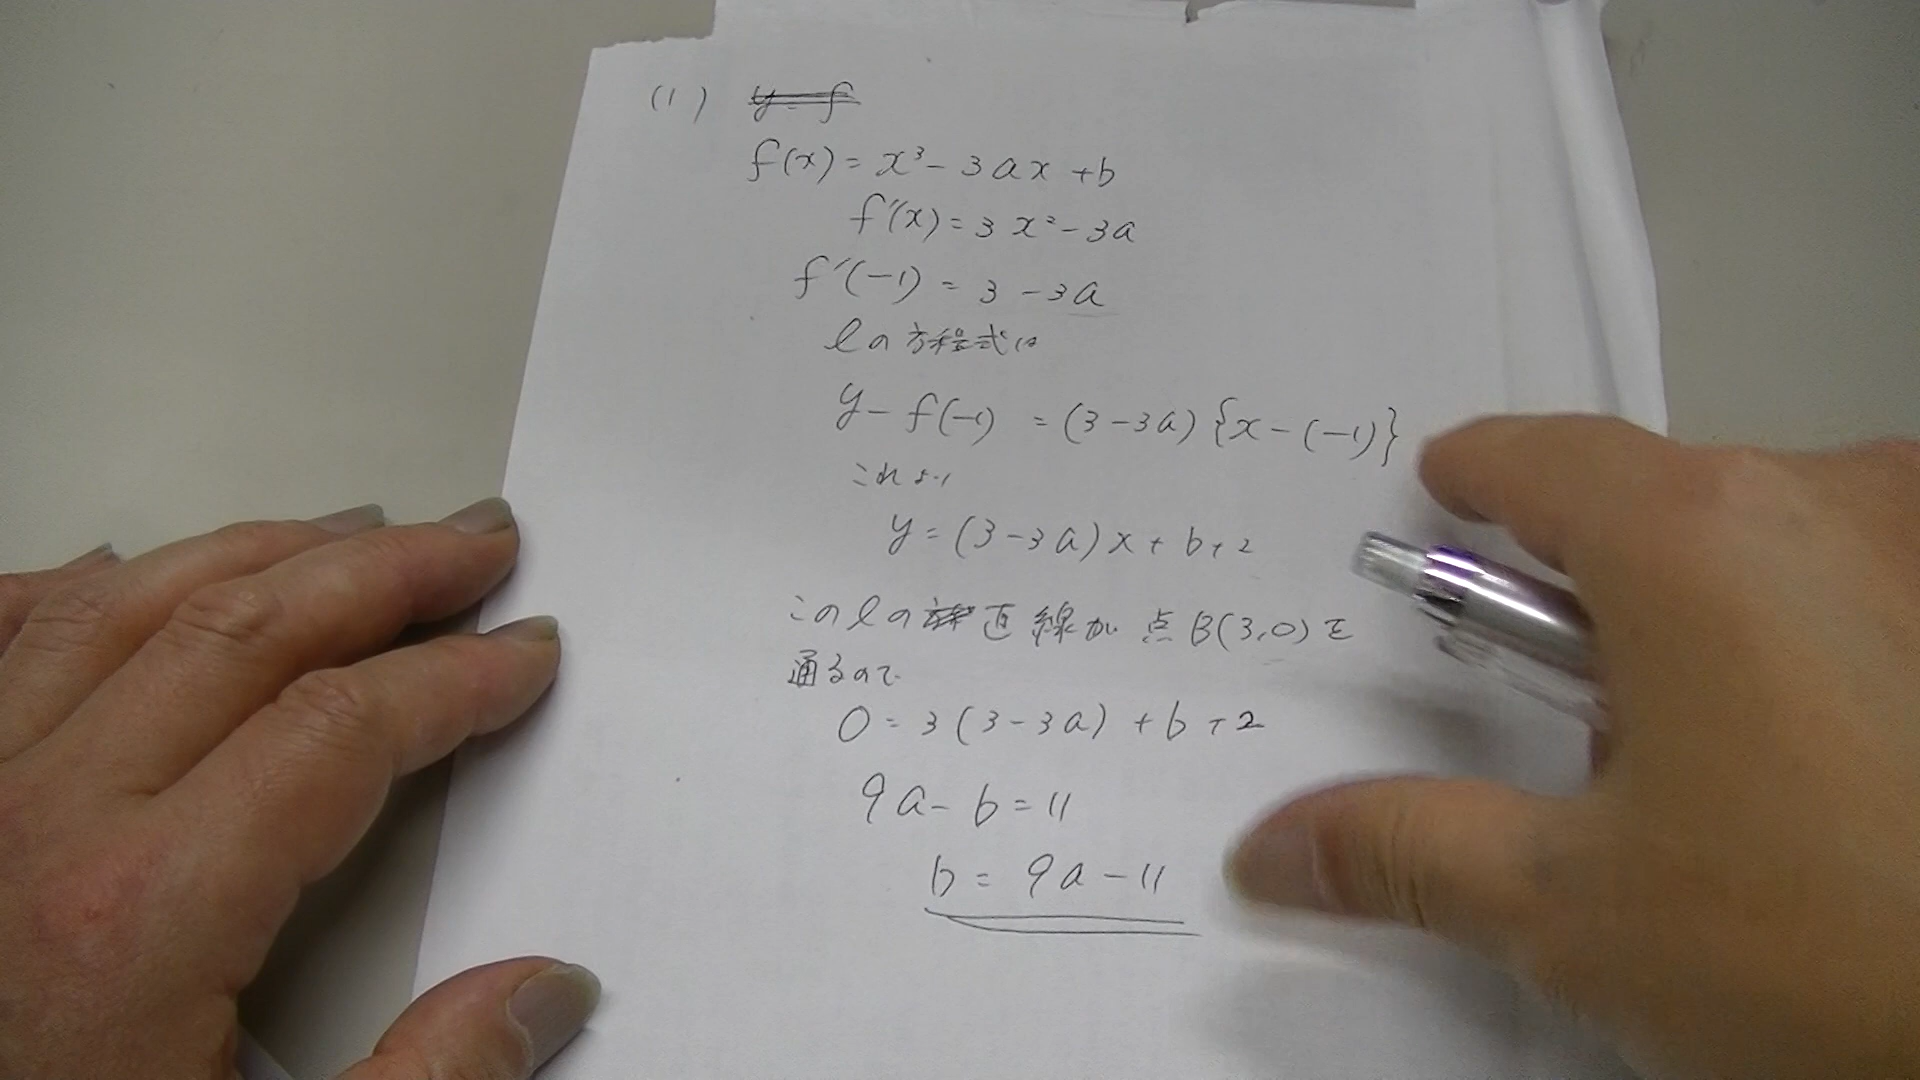 (1) y = f
f(x) = x³ - 3ax + b
f'(x) = 3x² - 3a
f'(-1) = 3 - 3a
lの方程式は
y - f(-1) = (3 - 3a){x - (-1)}
これより
y = (3 - 3a)x + b + 2
このlの直線が点B(3,0)を
通るので
0 = 3(3 - 3a) + b + 2
9a - b = 11
b = 9a - 11